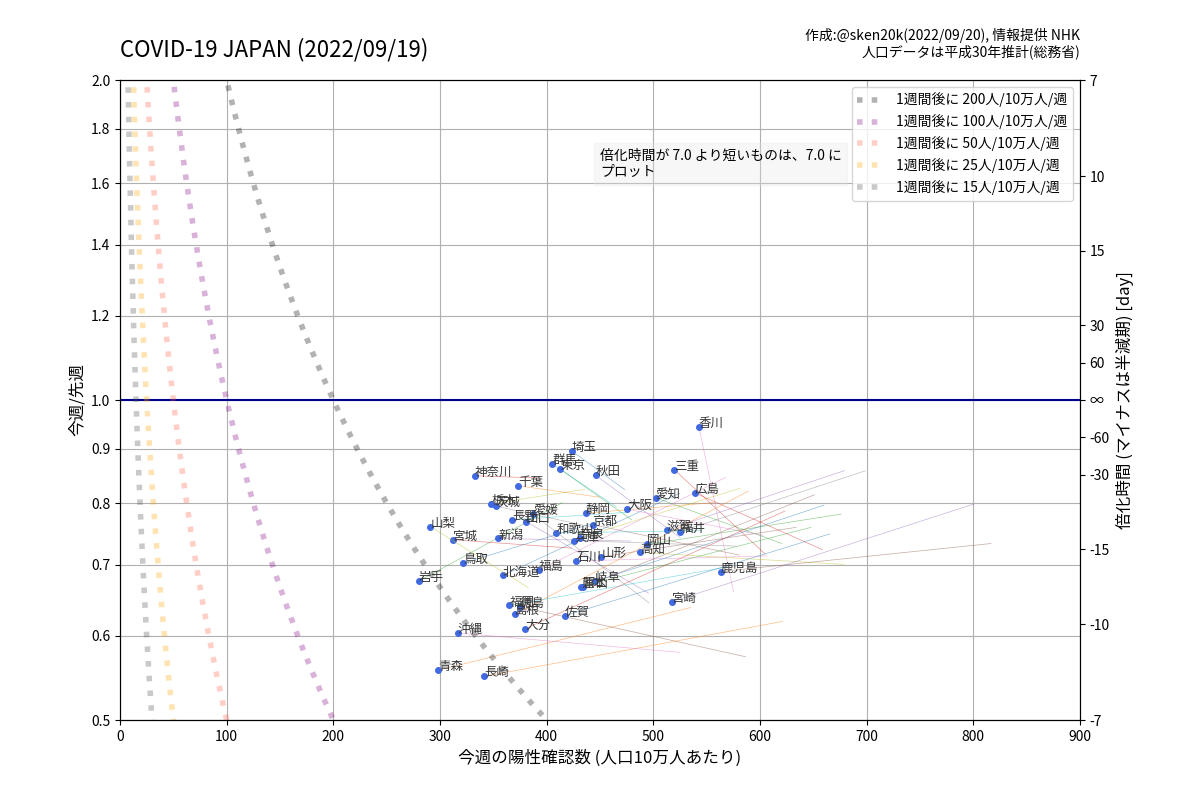 COVID-19 JAPAN (2022/09/19)
作成:@sken20k(2022/09/20), 情報提供 NHK
人口データは平成30年推計(総務省)
1週間後に 200人/10万人/週
1週間後に 100人/10万人/週
1週間後に 50人/10万人/週
1週間後に 25人/10万人/週
1週間後に 15人/10万人/週
倍化時間が 7.0 より短いものは、7.0 に
プロット
今週/先週
2.0
1.8
1.6
1.4
1.2
1.0
0.9
0.8
0.7
0.6
0.5
7
10
15
30
60
∞
-60
-30
-15
-10
-7
倍化時間 (マイナスは半減期) [day]
香川
埼玉
群馬
東京
三重
秋田
神奈川
千葉
広島
愛知
茨城
大阪
静岡
愛媛
長野
山口
京都
山梨
滋賀
福井
和歌山
新潟
宮城
岡山
高知
山形
石川
鳥取
鹿児島
福島
北海道
岩手
岐阜
宮崎
福岡
島根
佐賀
大分
沖縄
青森
長崎
0 100 200 300 400 500 600 700 800 900
今週の陽性確認数 (人口10万人あたり)